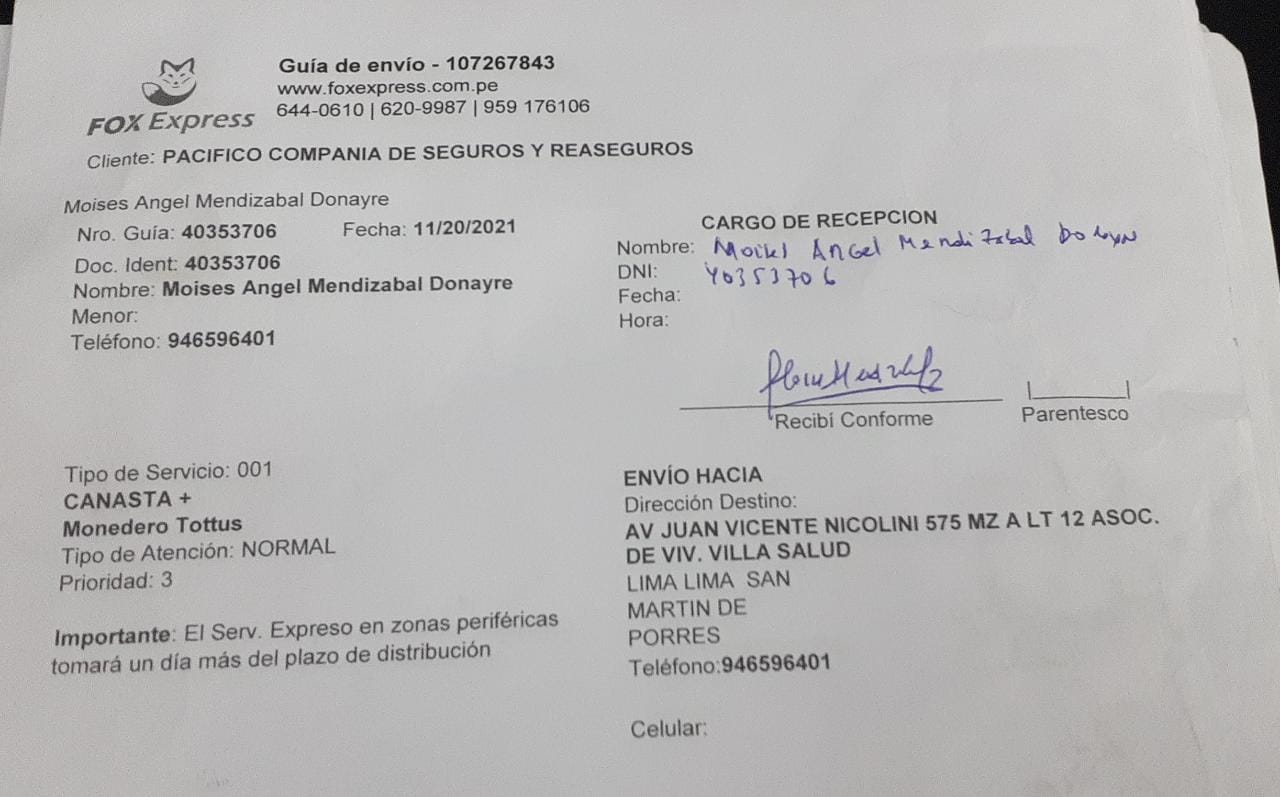 Guía de envío - 107267843
www.foxexpress.com.pe
644-0610 | 620-9987 | 959 176106
FOX Express
Cliente: PACIFICO COMPANIA DE SEGUROS Y REASEGUROS
Moises Angel Mendizabal Donayre
Nro. Guía: 40353706 Fecha: 11/20/2021
Doc. Ident: 40353706
Nombre: Moises Angel Mendizabal Donayre
Menor:
Teléfono: 946596401
CARGO DE RECEPCION
Nombre: Moises Angel Mendizabal Donayre
DNI: 40353706
Fecha:
Hora:
Recibí Conforme
Parentesco
Tipo de Servicio: 001
CANASTA +
Monedero Tottus
Tipo de Atención: NORMAL
Prioridad: 3
Importante: El Serv. Expreso en zonas periféricas
tomará un día más del plazo de distribución
ENVÍO HACIA
Dirección Destino:
AV JUAN VICENTE NICOLINI 575 MZ A LT 12 ASOC.
DE VIV. VILLA SALUD
LIMA LIMA SAN
MARTIN DE
PORRES
Teléfono:946596401
Celular: